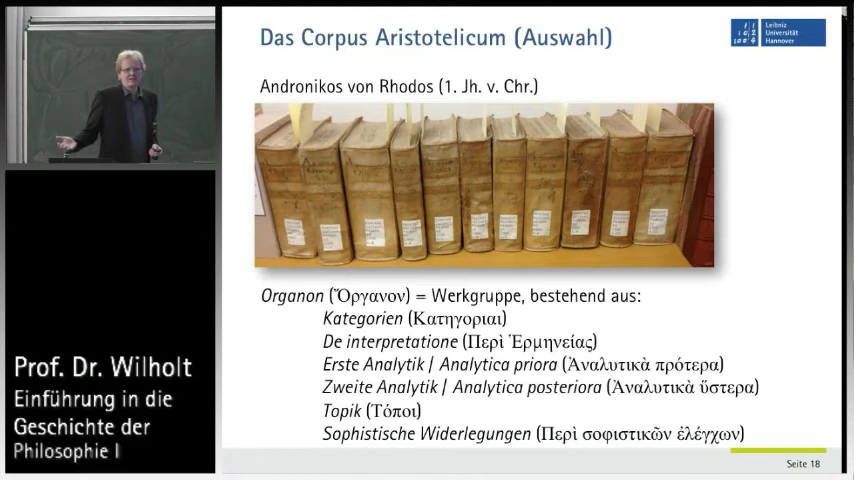 Das Corpus Aristotelicum (Auswahl)
Leibniz
Universität
Hannover
Andronikos von Rhodos (1. Jh. v. Chr.)
Organon (Ὄργανον) = Werkgruppe, bestehend aus:
Kategorien (Κατηγοριαι)
De interpretatione (Περὶ Ἑρμηνείας)
Erste Analytik / Analytica priora (Ἀναλυτικὰ πρότερα)
Zweite Analytik / Analytica posteriora (Ἀναλυτικὰ ὕστερα)
Topik (Τόποι)
Sophistische Widerlegungen (Περὶ σοφιστικῶν ἐλέγχων)
Seite 18
Prof. Dr. Wilholt
Einführung in die
Geschichte der
Philosophie I